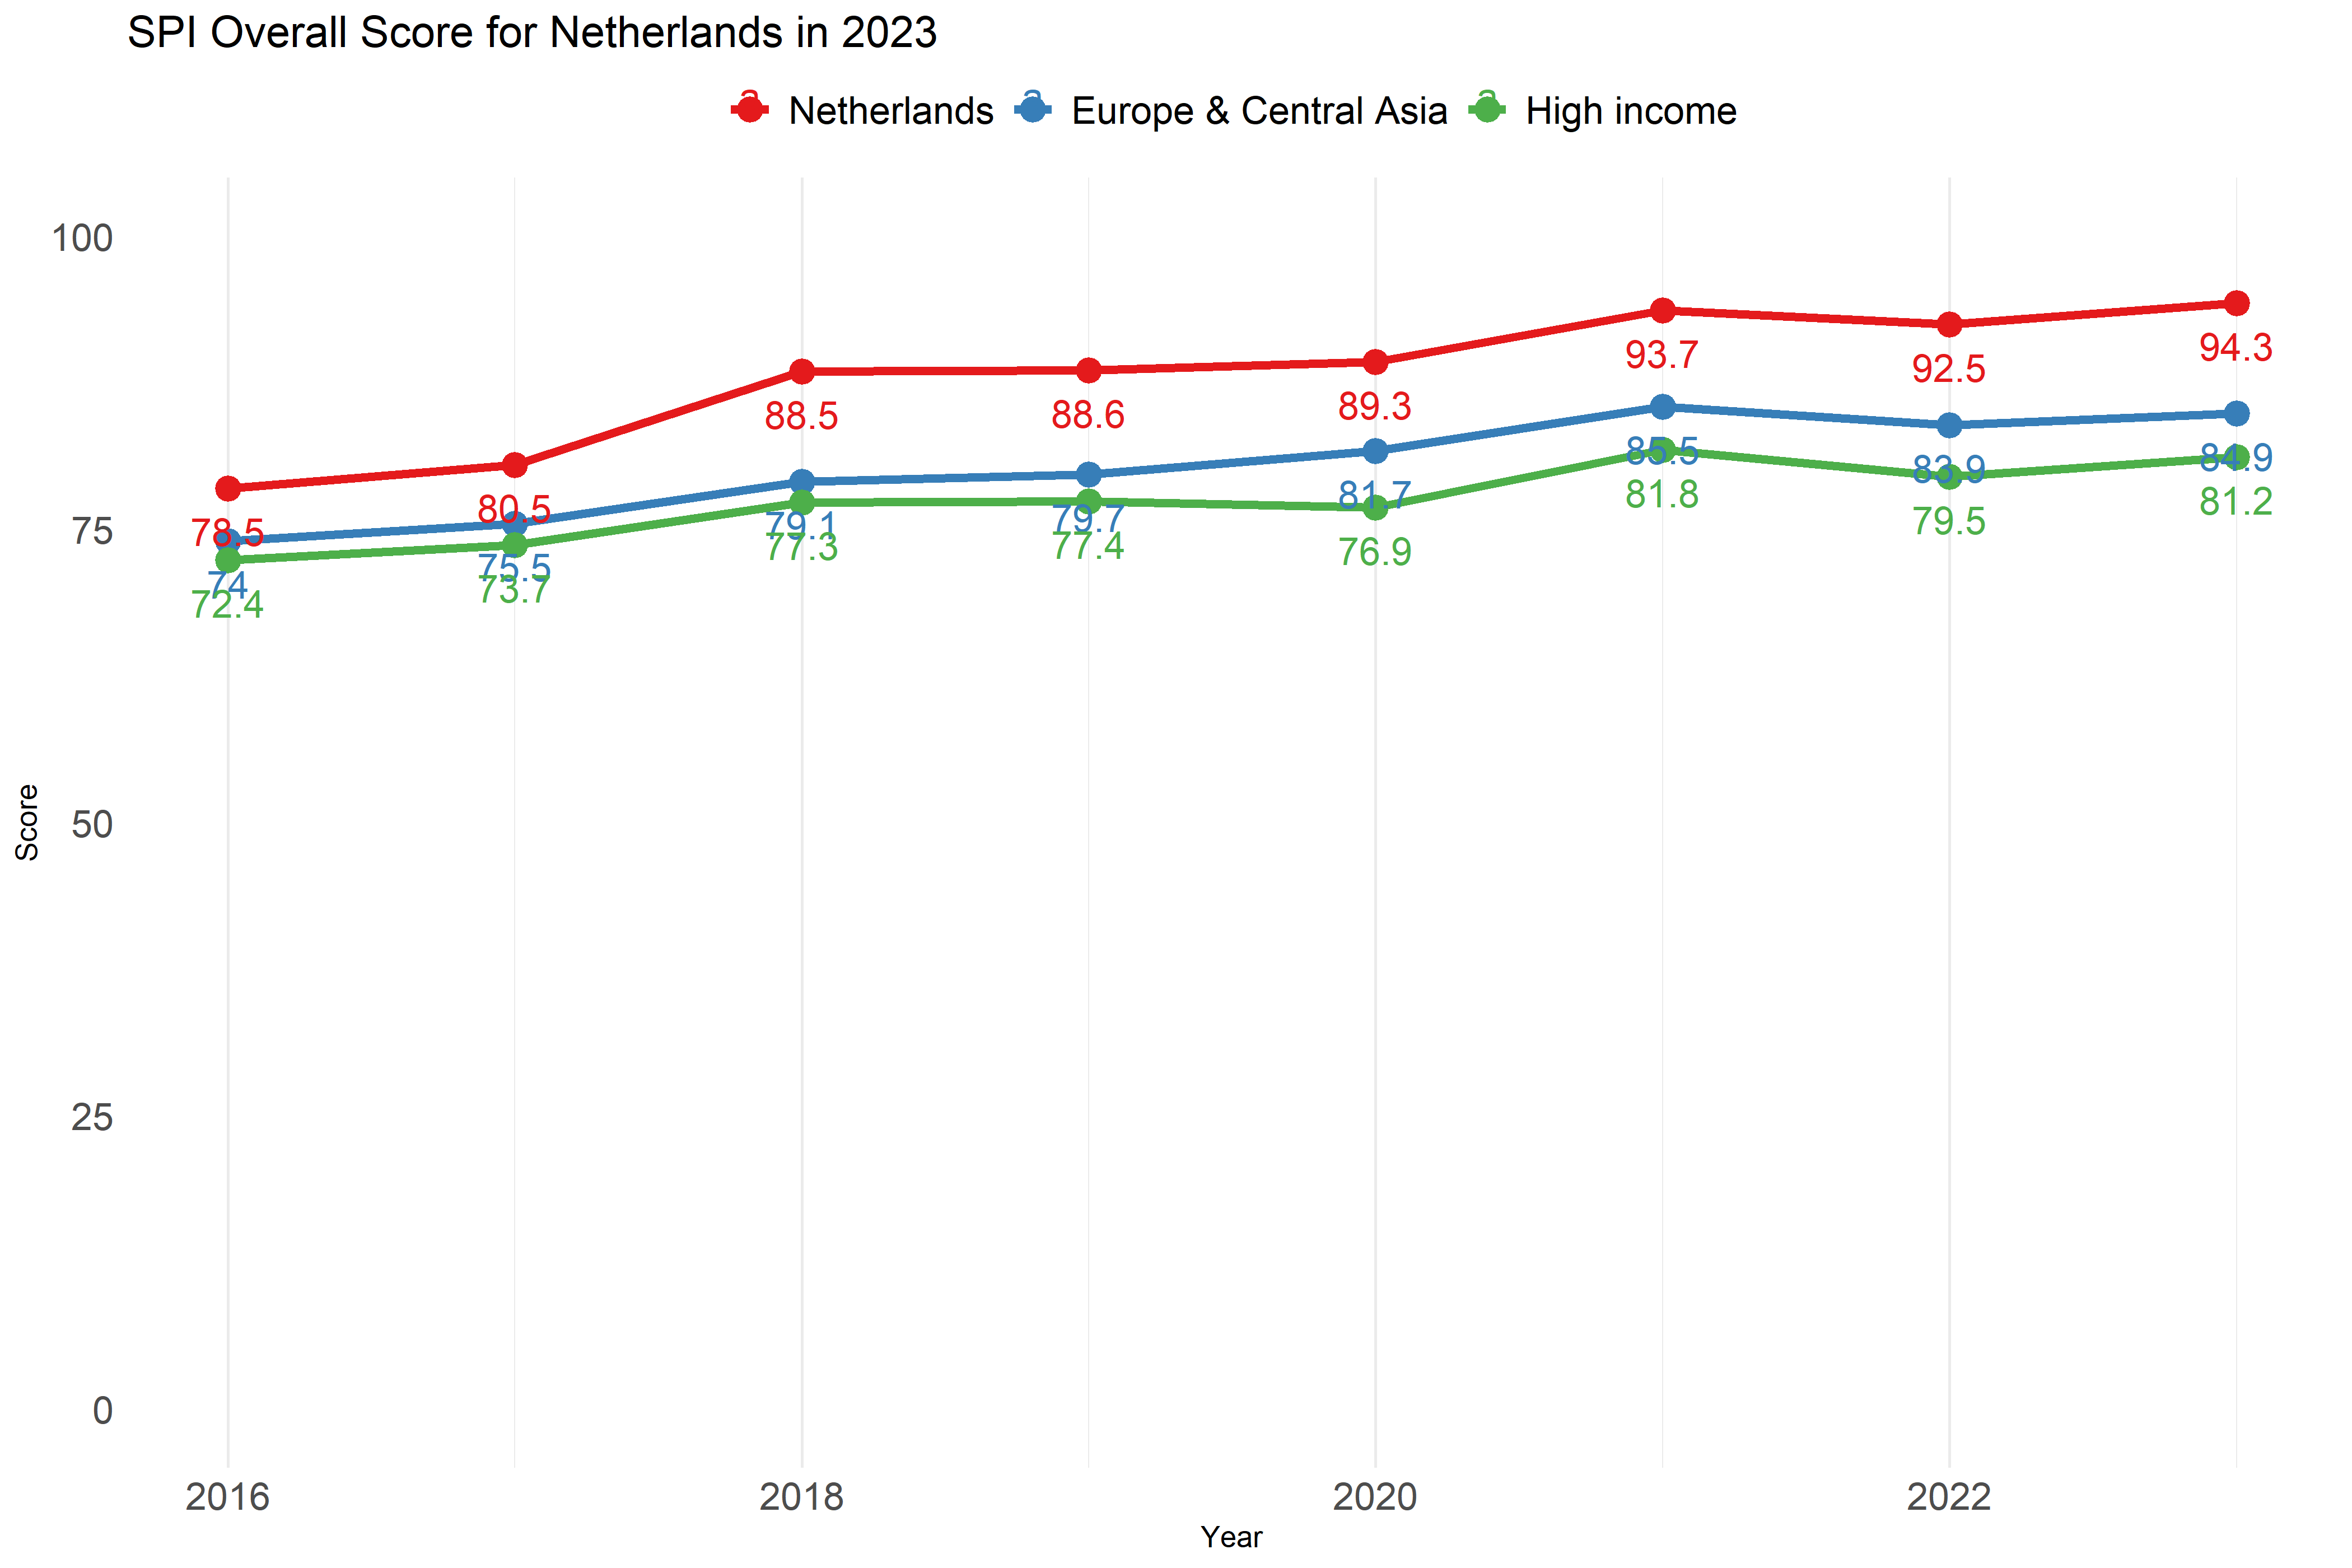 SPI Overall Score for Netherlands in 2023
a Netherlands a Europe & Central Asia a High income
100
75
50
25
0
Score
78.5 80.5 88.5 88.6 89.3 93.7 92.5 94.3
74 75.5 79.1 79.7 81.7 85.5 83.9 84.9
72.4 73.7 77.3 77.4 76.9 81.8 79.5 81.2
2016 2018 2020 2022
Year